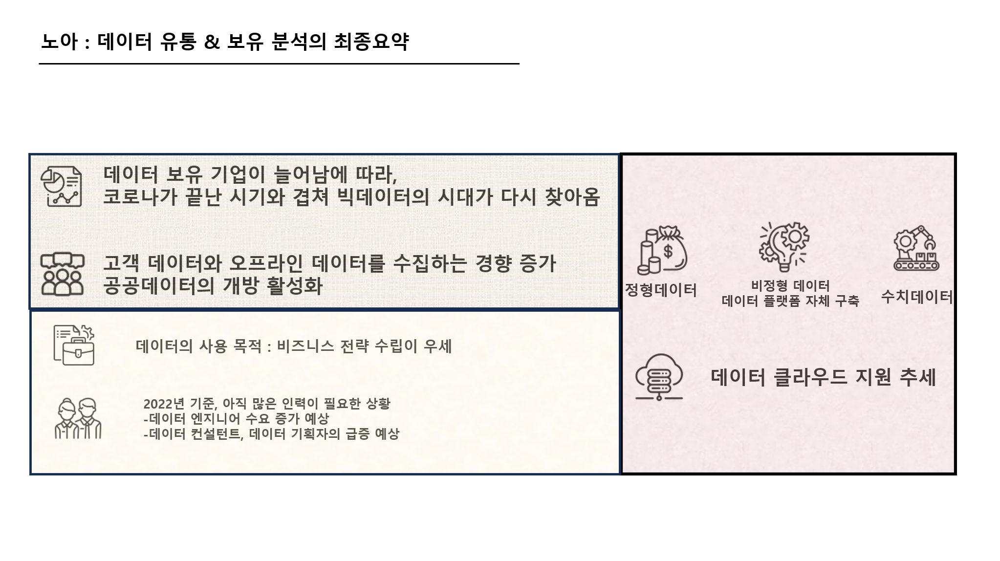 노아 : 데이터 유통 & 보유 분석의 최종요약
데이터 보유 기업이 늘어남에 따라,
코로나가 끝난 시기와 겹쳐 빅데이터의 시대가 다시 찾아옴
고객 데이터와 오프라인 데이터를 수집하는 경향 증가
공공데이터의 개방 활성화
데이터의 사용 목적 : 비즈니스 전략 수립이 우세
2022년 기준, 아직 많은 인력이 필요한 상황
-데이터 엔지니어 수요 증가 예상
-데이터 컨설턴트, 데이터 기획자의 급증 예상
$
정형데이터
비정형 데이터
데이터 플랫폼 자체 구축
수치데이터
데이터 클라우드 지원 추세